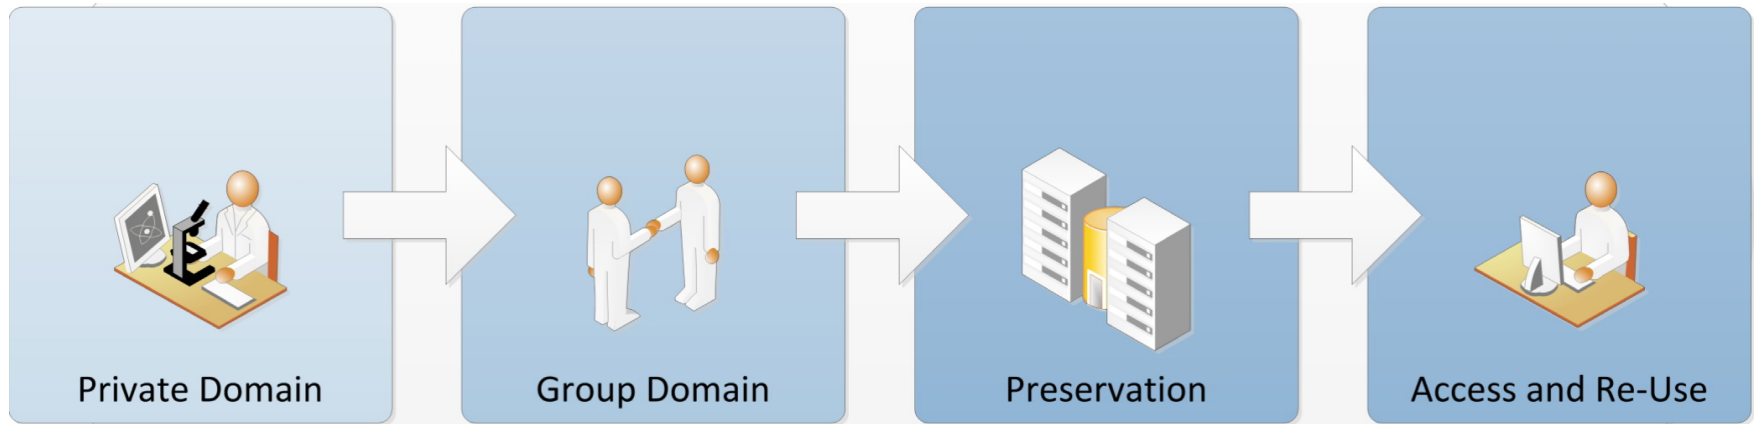 Private Domain
Group Domain
Preservation
Access and Re-Use